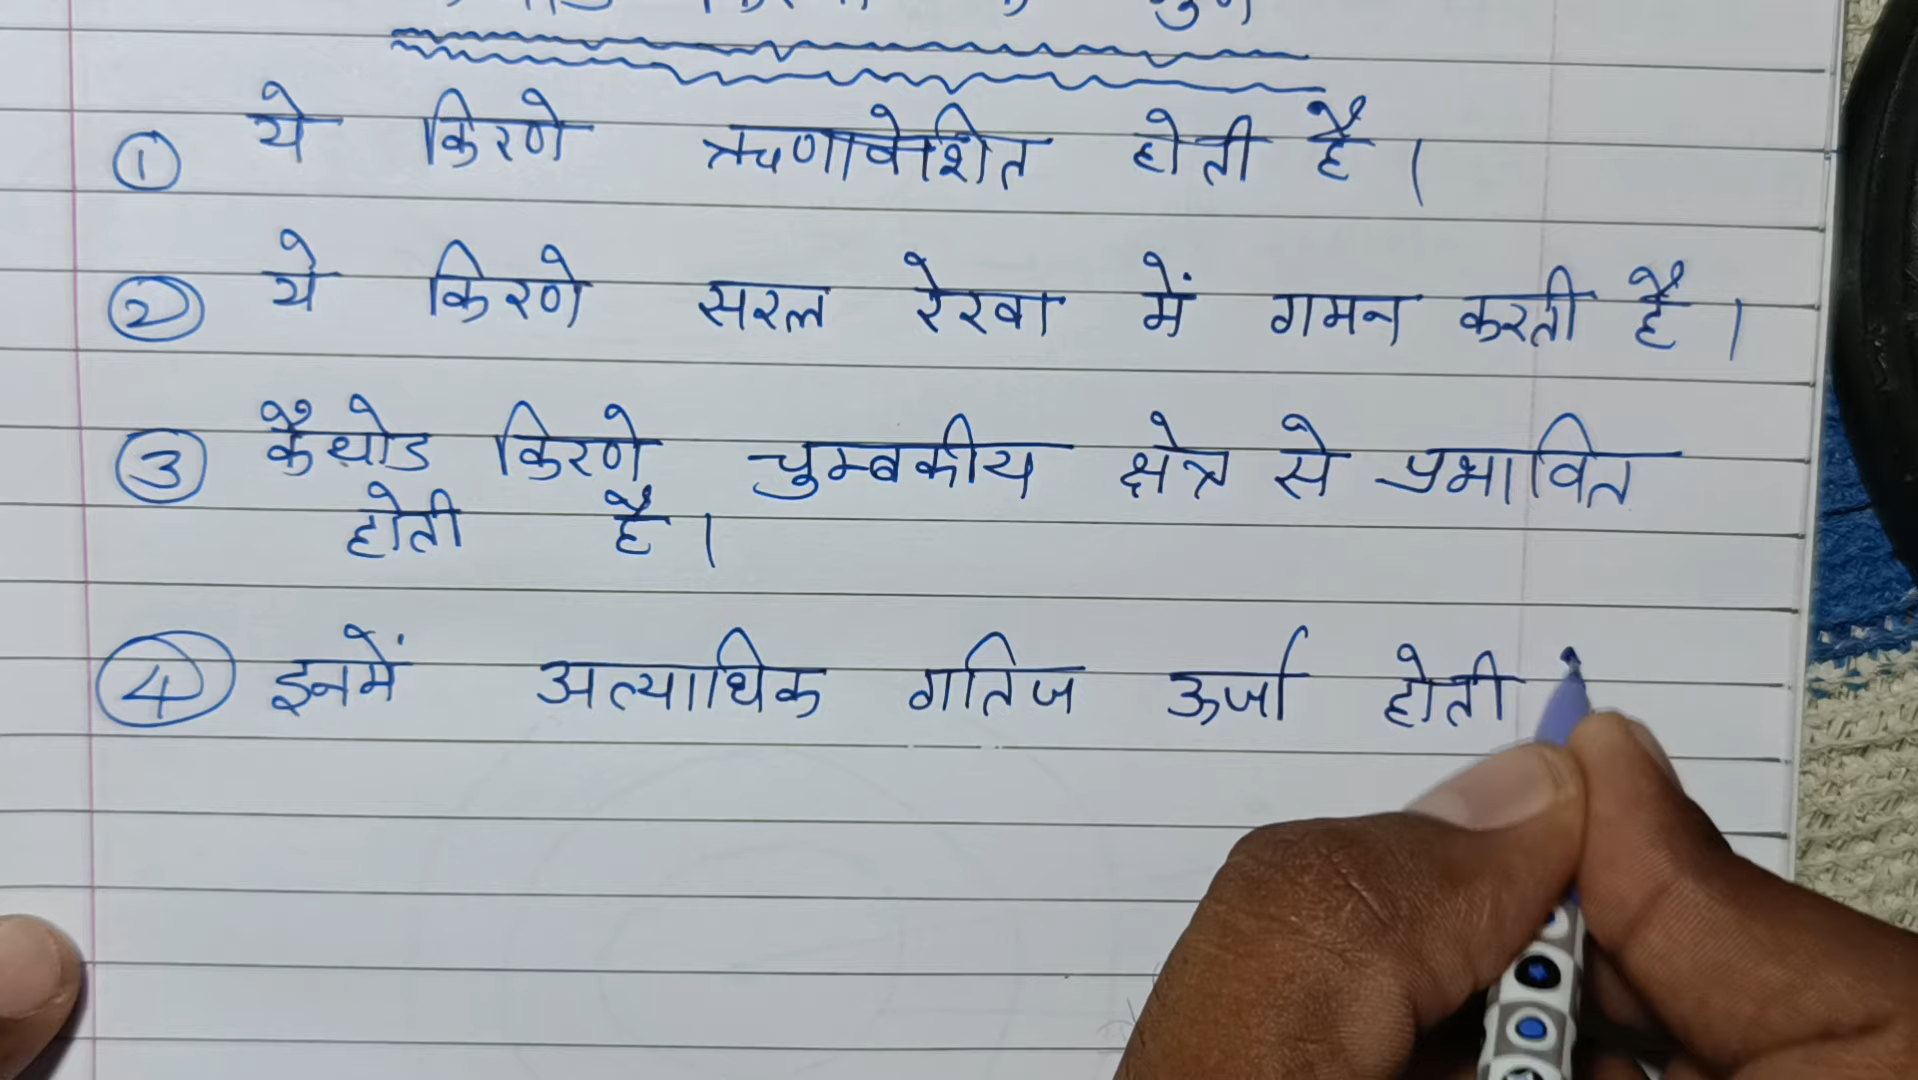 ① ये किरणे ऋणावेशित होती है।
② ये किरणे सरल रेखा में गमन करती है।
③ कैथोड किरणे चुम्बकीय क्षेत्र से प्रभावित
होती है।
④ इनमें अत्याधिक गतिज ऊर्जा होती